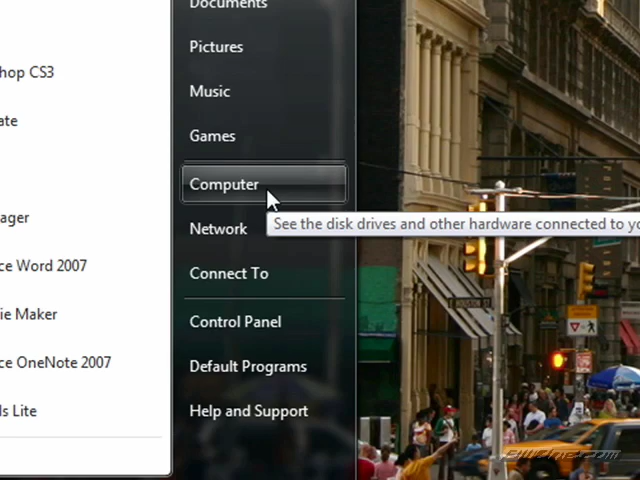 Documents
Pictures
hop CS3
Music
ate
Games
Computer
ager
See the disk drives and other hardware connected to yo
Network
ce Word 2007
Connect To
HOUSTON ST
ie Maker
Control Panel
ce OneNote 2007
Default Programs
ls Lite
Help and Support